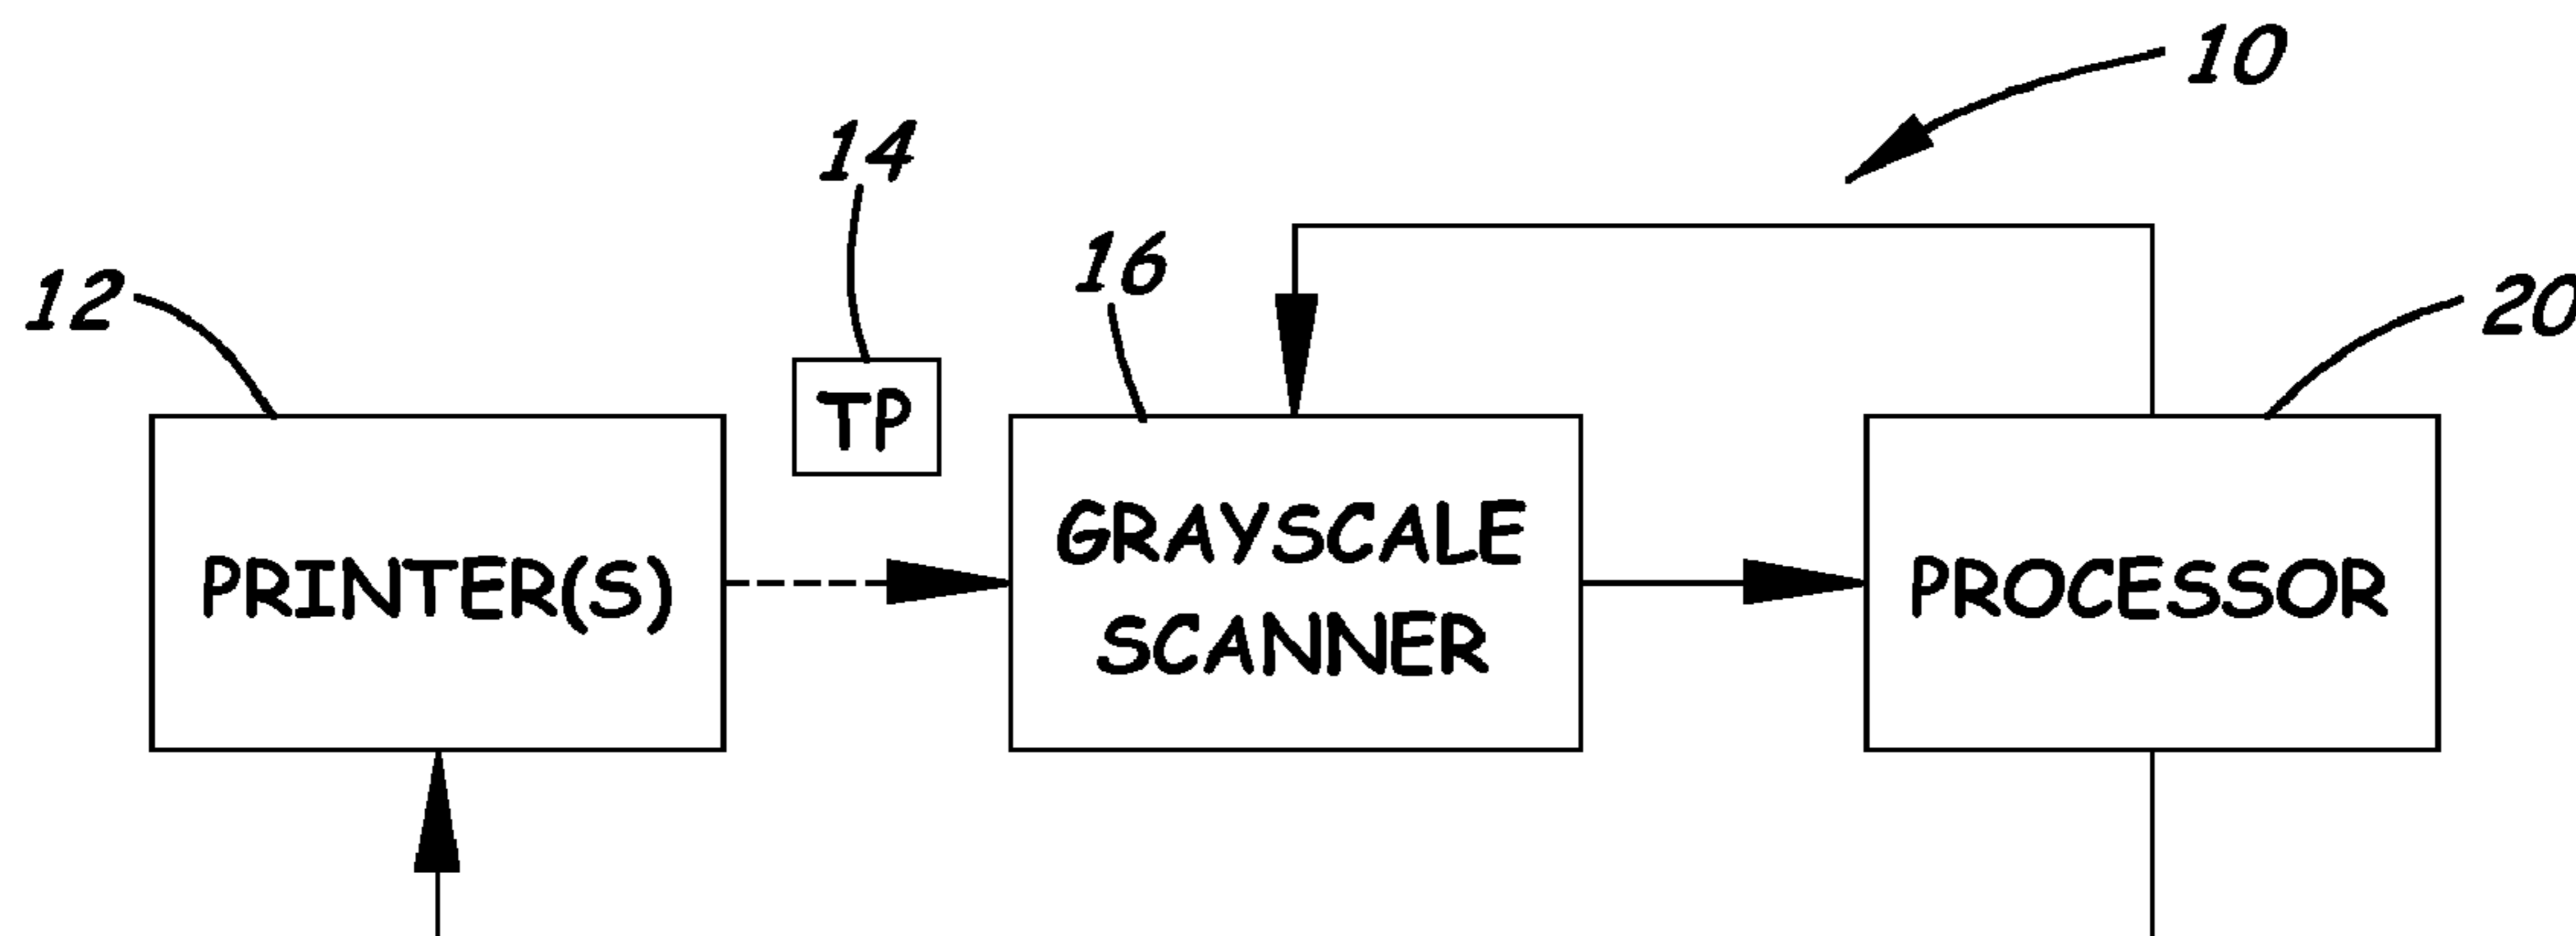 10
14
16
12
20
TP
PRINTER(S)
GRAYSCALE
SCANNER
PROCESSOR